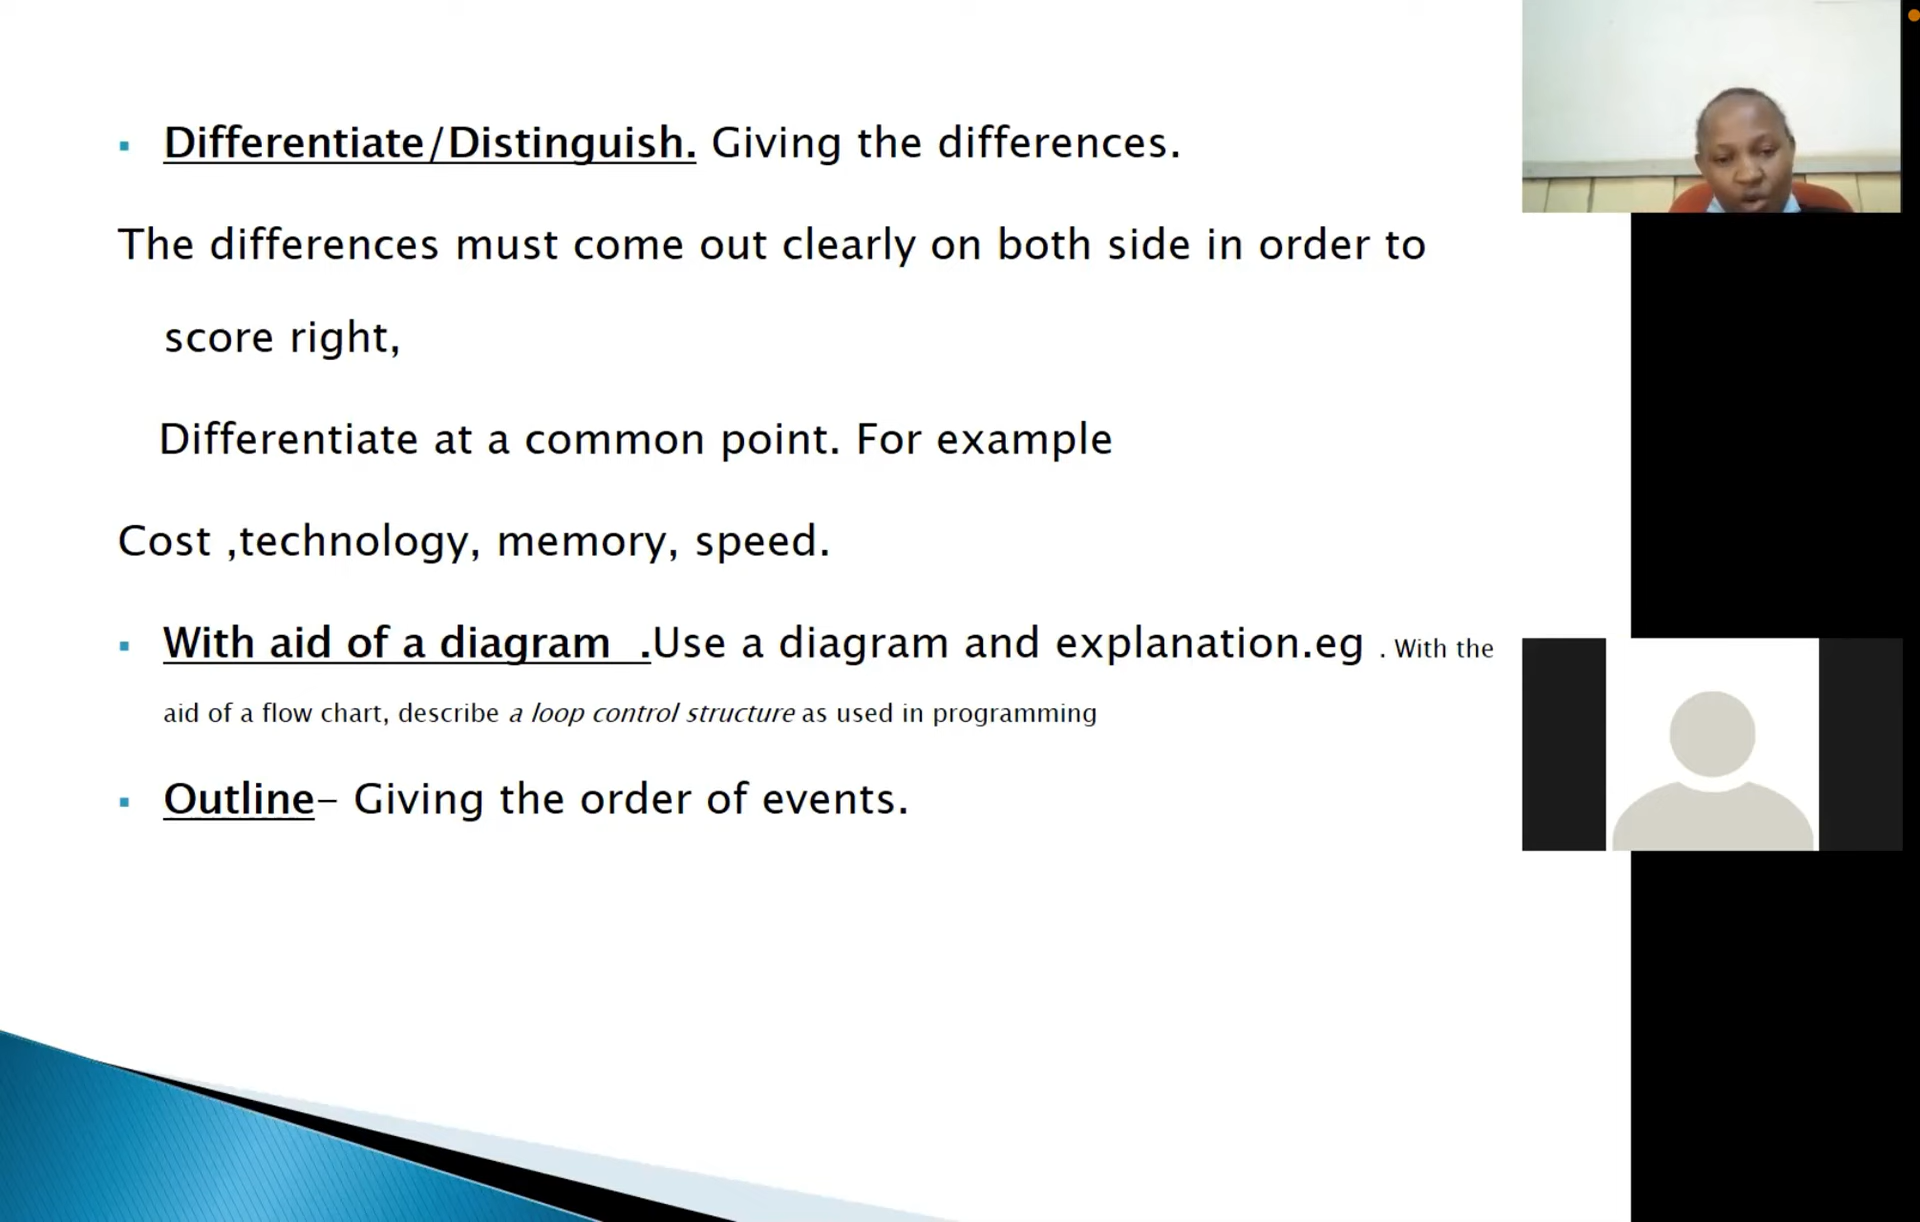 Differentiate/Distinguish. Giving the differences.
The differences must come out clearly on both side in order to
score right,
Differentiate at a common point. For example
Cost ,technology, memory, speed.
With aid of a diagram  .Use a diagram and explanation.eg . With the
aid of a flow chart, describe a loop control structure as used in programming
Outline– Giving the order of events.